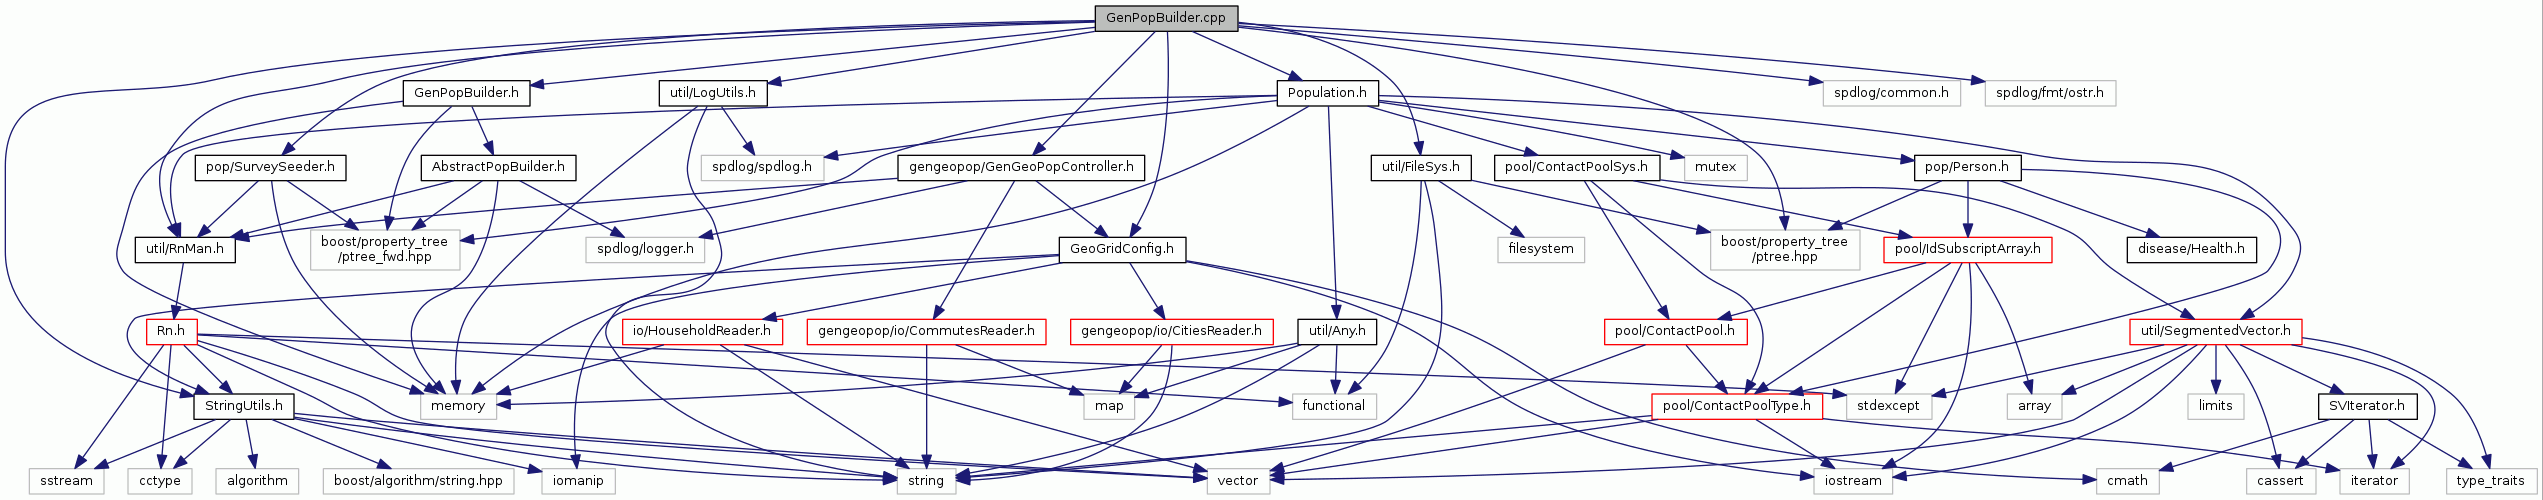 GenPopBuilder.cpp
GenPopBuilder.h
util/LogUtils.h
Population.h
spdlog/common.h
spdlog/fmt/ostr.h
pop/SurveySeeder.h
AbstractPopBuilder.h
spdlog/spdlog.h
gengeopop/GenGeoPopController.h
util/FileSys.h
pool/ContactPoolSys.h
mutex
pop/Person.h
util/RnMan.h
boost/property_tree
/ptree_fwd.hpp
spdlog/logger.h
GeoGridConfig.h
filesystem
boost/property_tree
/ptree.hpp
pool/IdSubscriptArray.h
disease/Health.h
Rn.h
io/HouseholdReader.h
gengeopop/io/CommutesReader.h
gengeopop/io/CitiesReader.h
util/Any.h
pool/ContactPool.h
util/SegmentedVector.h
StringUtils.h
memory
map
functional
pool/ContactPoolType.h
stdexcept
array
limits
SVIterator.h
sstream
cctype
algorithm
boost/algorithm/string.hpp
iomanip
string
vector
iostream
cmath
cassert
iterator
type_traits